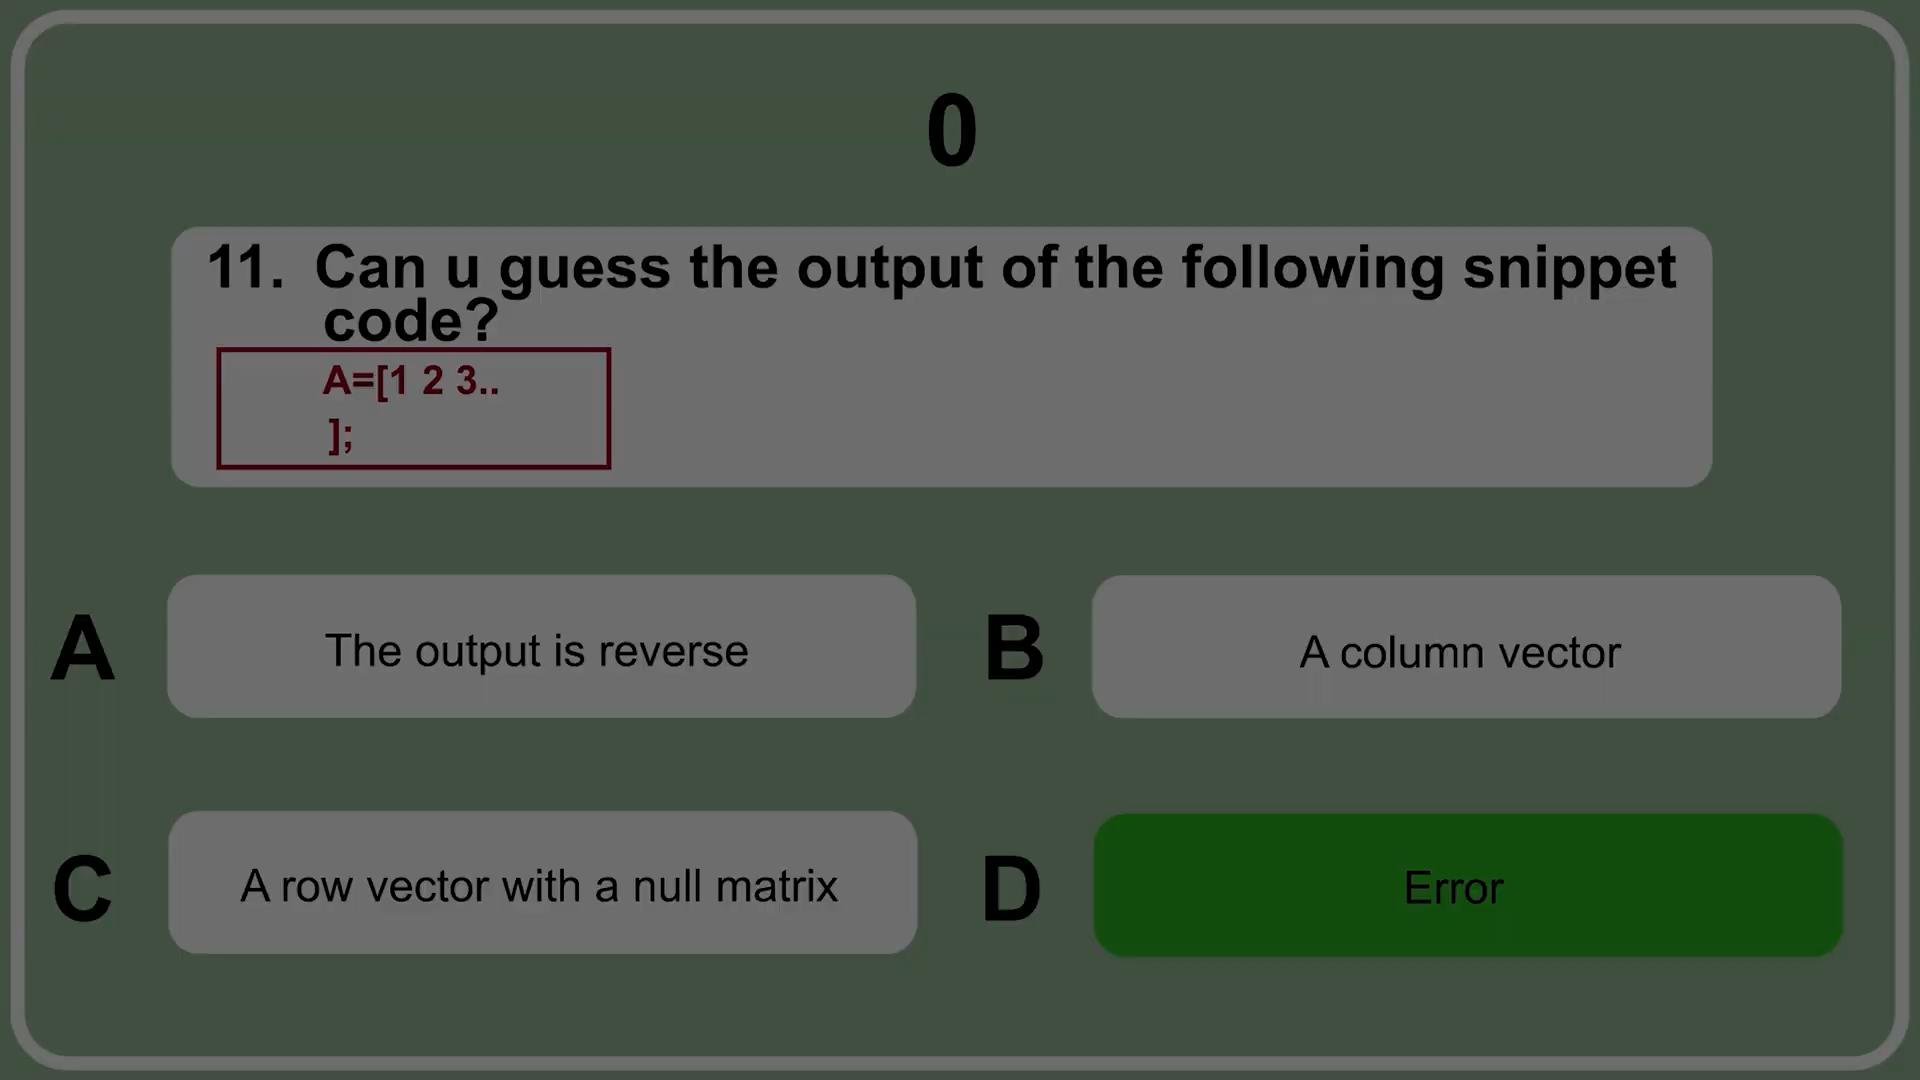 0
11. Can u guess the output of the following snippet
code?
A=[1 2 3..
];
A
The output is reverse
B
A column vector
C
A row vector with a null matrix
D
Error